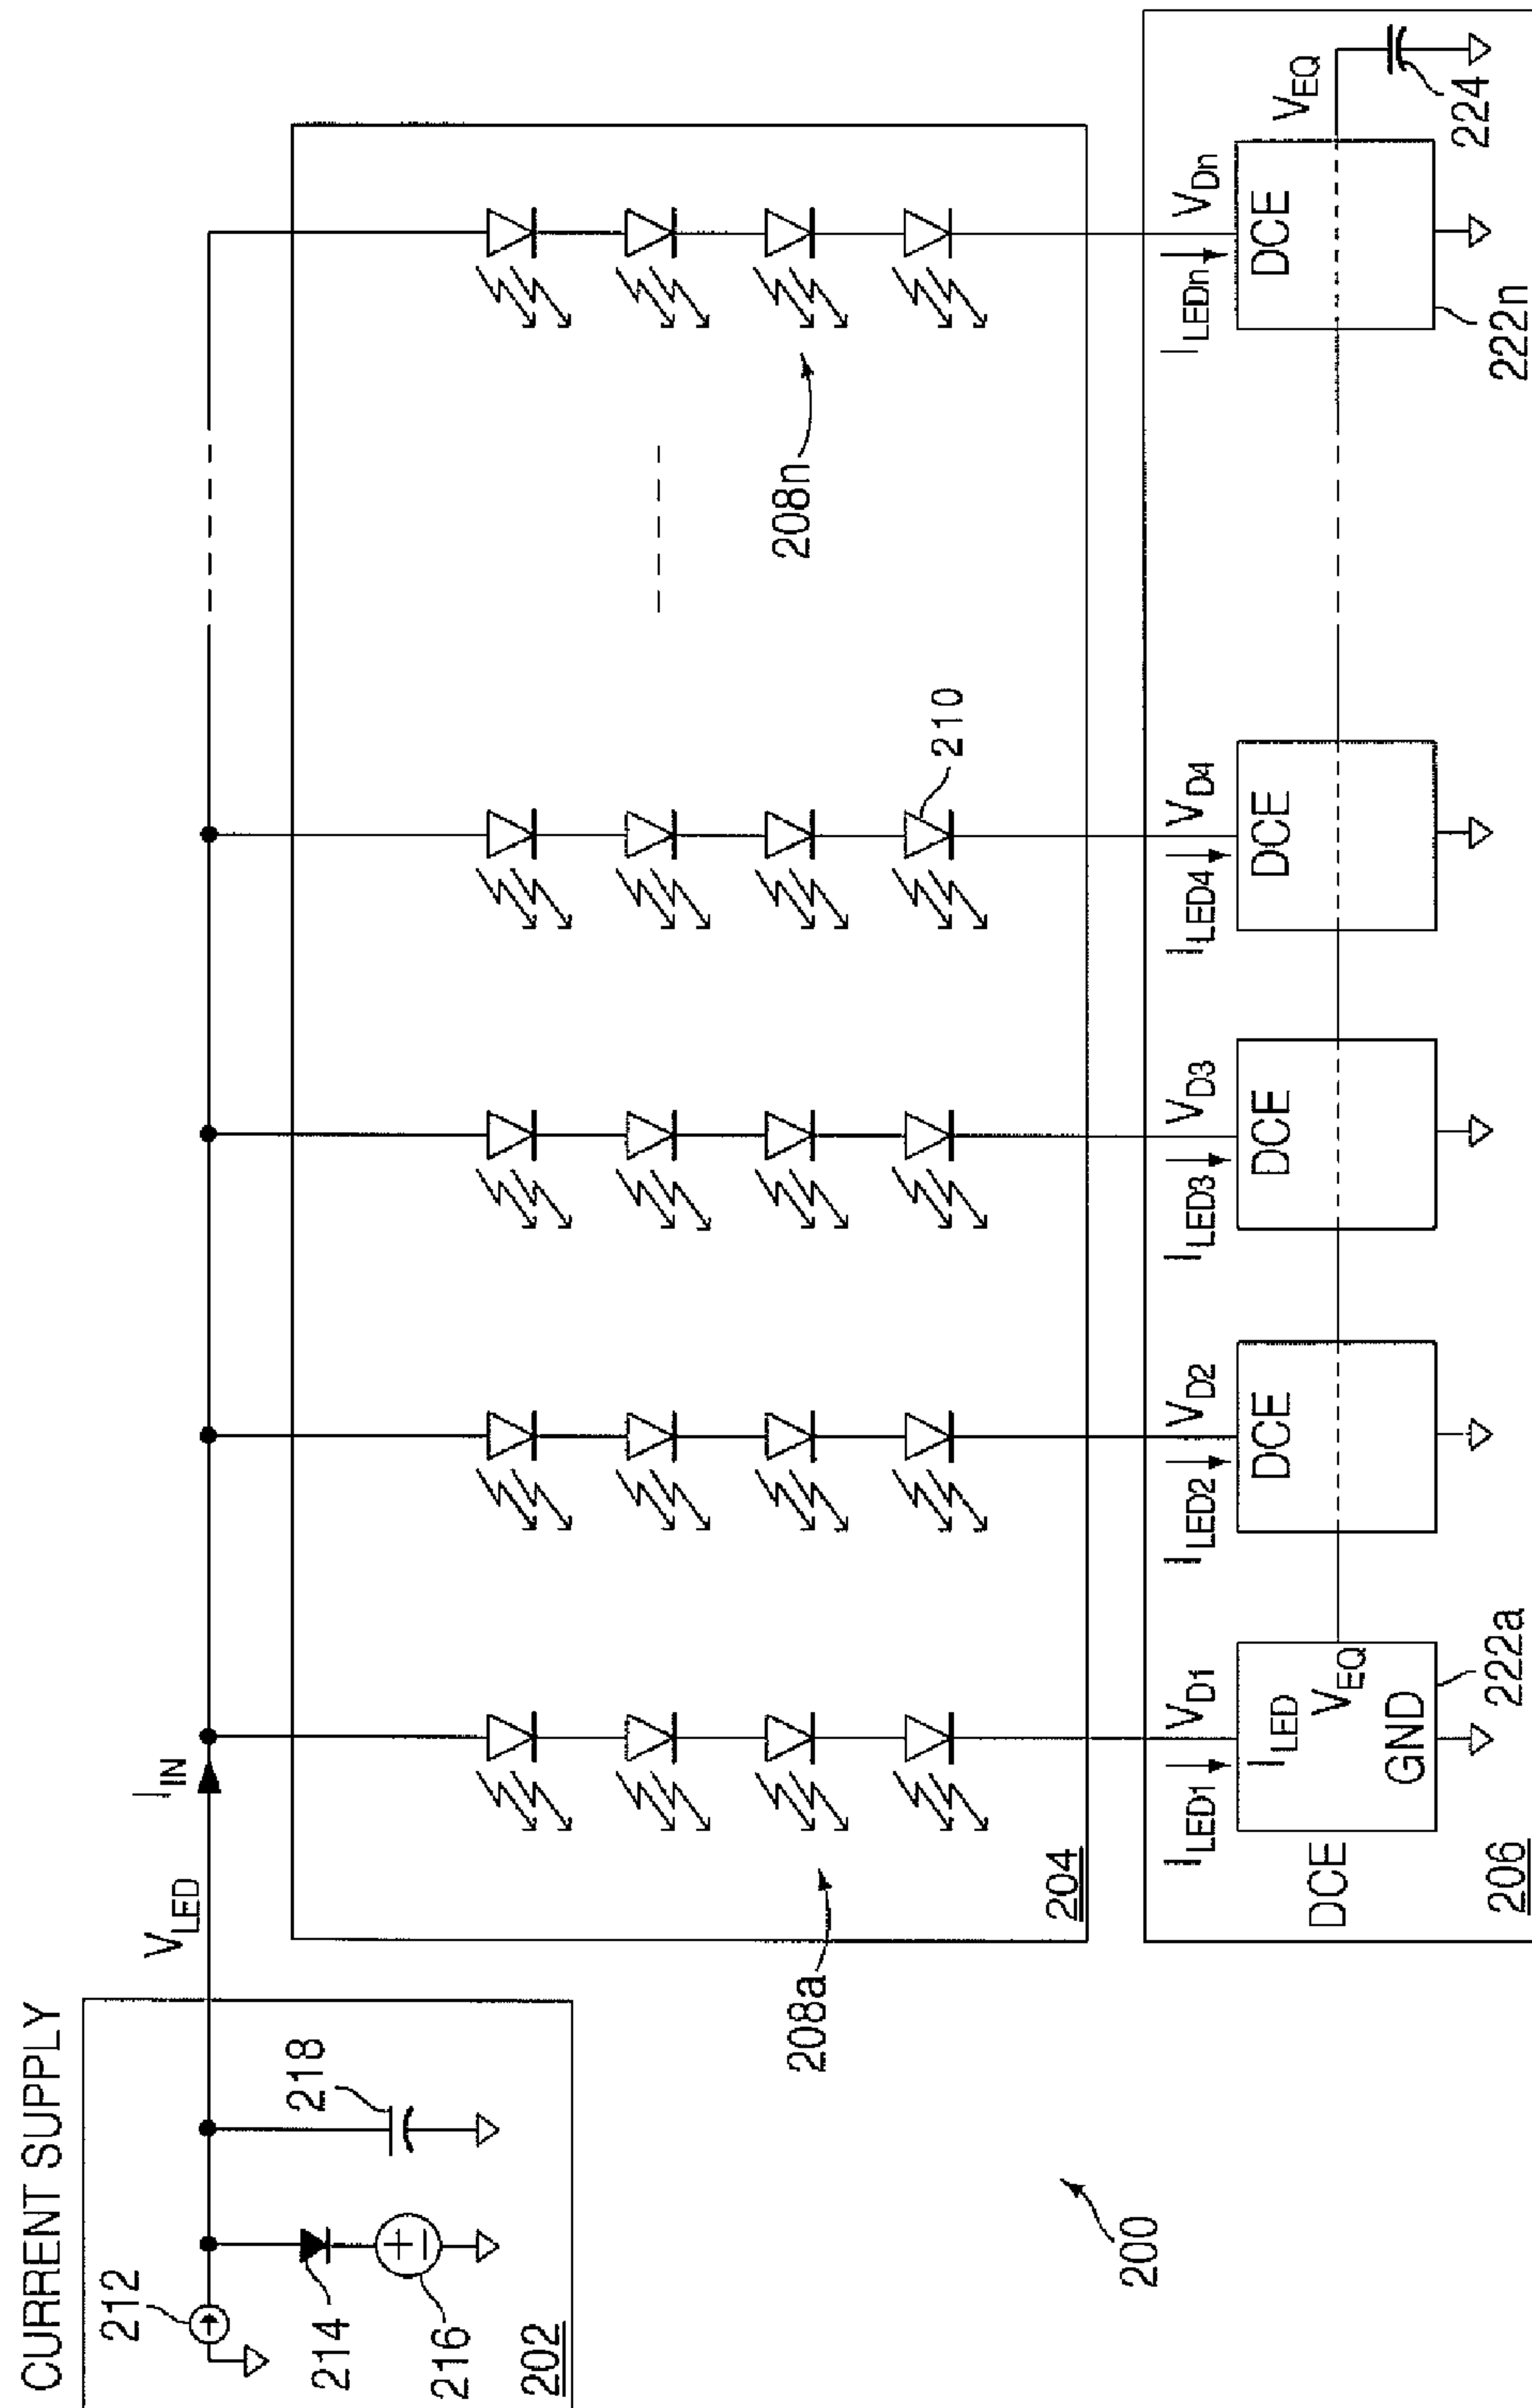 CURRENT SUPPLY
212
214
216
218
202
V_LED
I_IN
208a
210
208n
204
200
I_LED1
V_D1
I_LED2
V_D2
I_LED3
V_D3
I_LED4
V_D4
I_LEDn
V_Dn
V_EQ
DCE
I_LED
V_EQ
GND
DCE
DCE
DCE
DCE
224
206
222a
222n